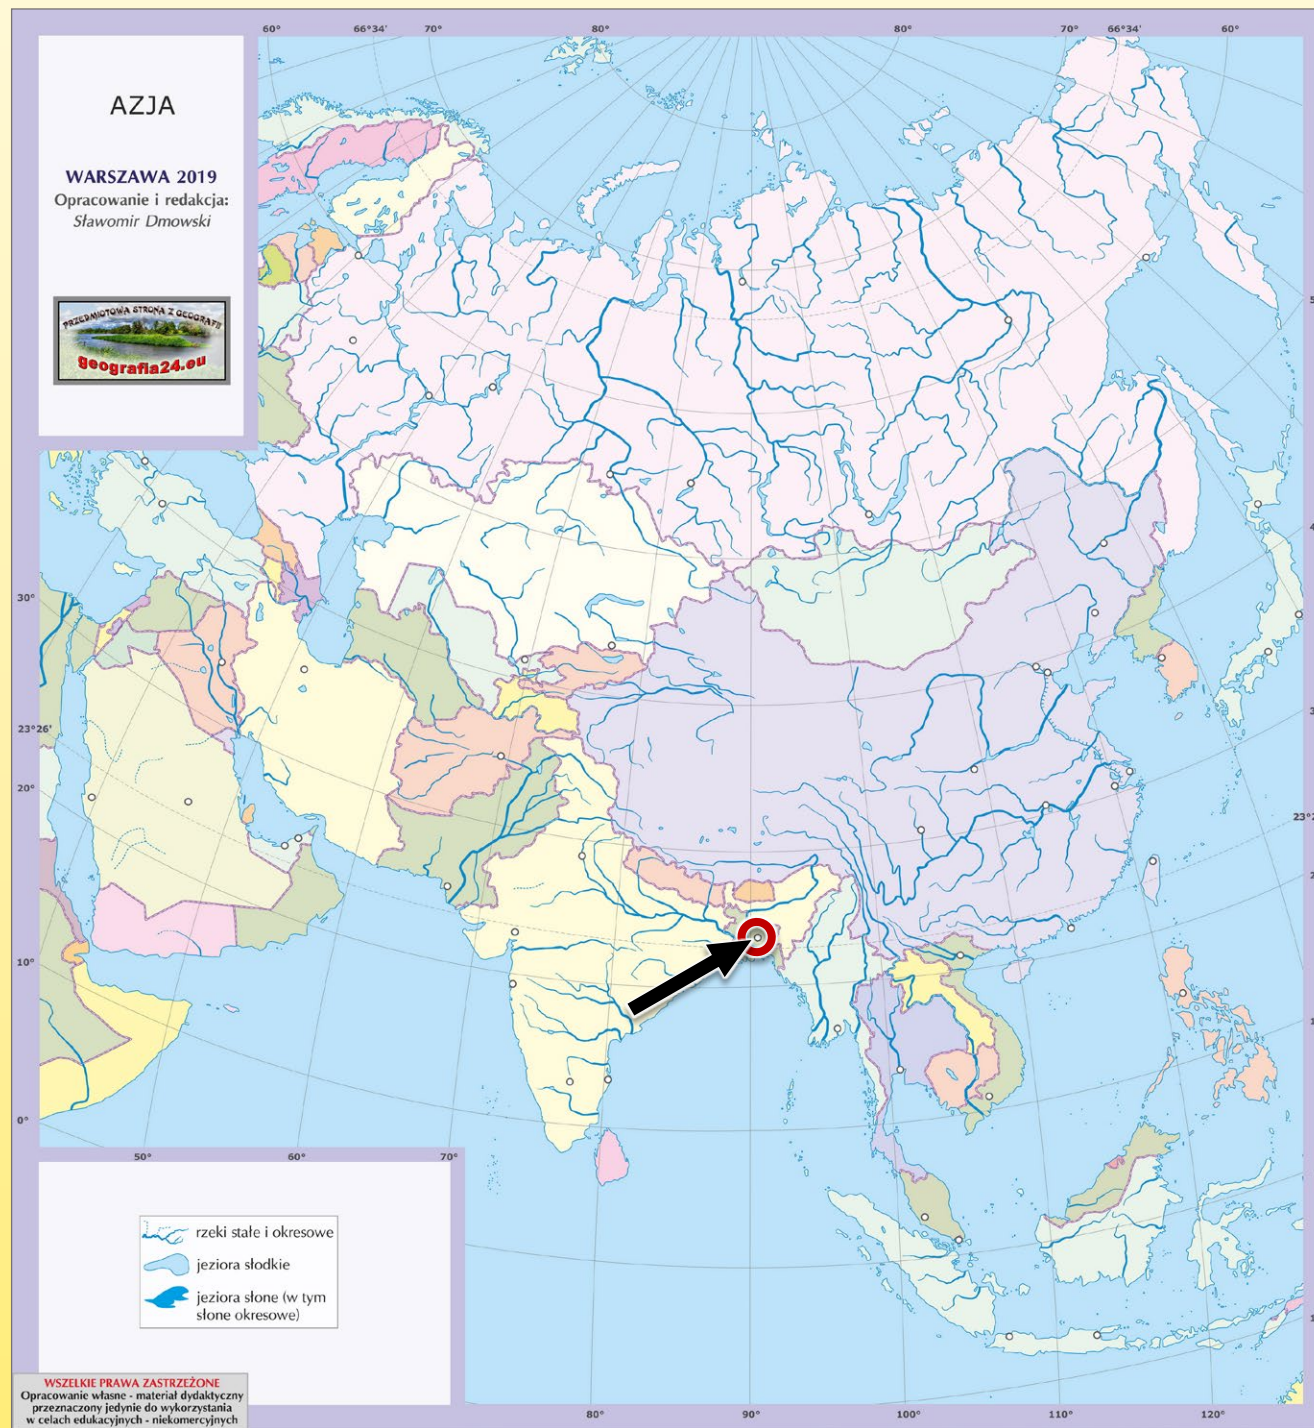 60°
66°34'
70°
80°
80°
70°
66°34'
60°
AZJA
WARSZAWA 2019
Opracowanie i redakcja:
Sławomir Dmowski
PRZEDMIOTOWA STRONA Z GEOGRAFII
geografia24.eu
30°
23°26'
20°
10°
0°
50°
60°
70°
rzeki stałe i okresowe
jeziora słodkie
jeziora słone (w tym
słone okresowe)
WSZELKIE PRAWA ZASTRZEŻONE
Opracowanie własne - materiał dydaktyczny
przeznaczony jedynie do wykorzystania
w celach edukacyjnych - niekomercyjnych
80°
90°
100°
110°
120°